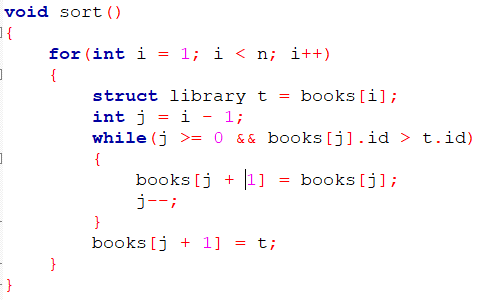 void sort()
{
    for(int i = 1; i < n; i++)
    {
        struct library t = books[i];
        int j = i - 1;
        while(j >= 0 && books[j].id > t.id)
        {
            books[j + 1] = books[j];
            j--;
        }
        books[j + 1] = t;
    }
}